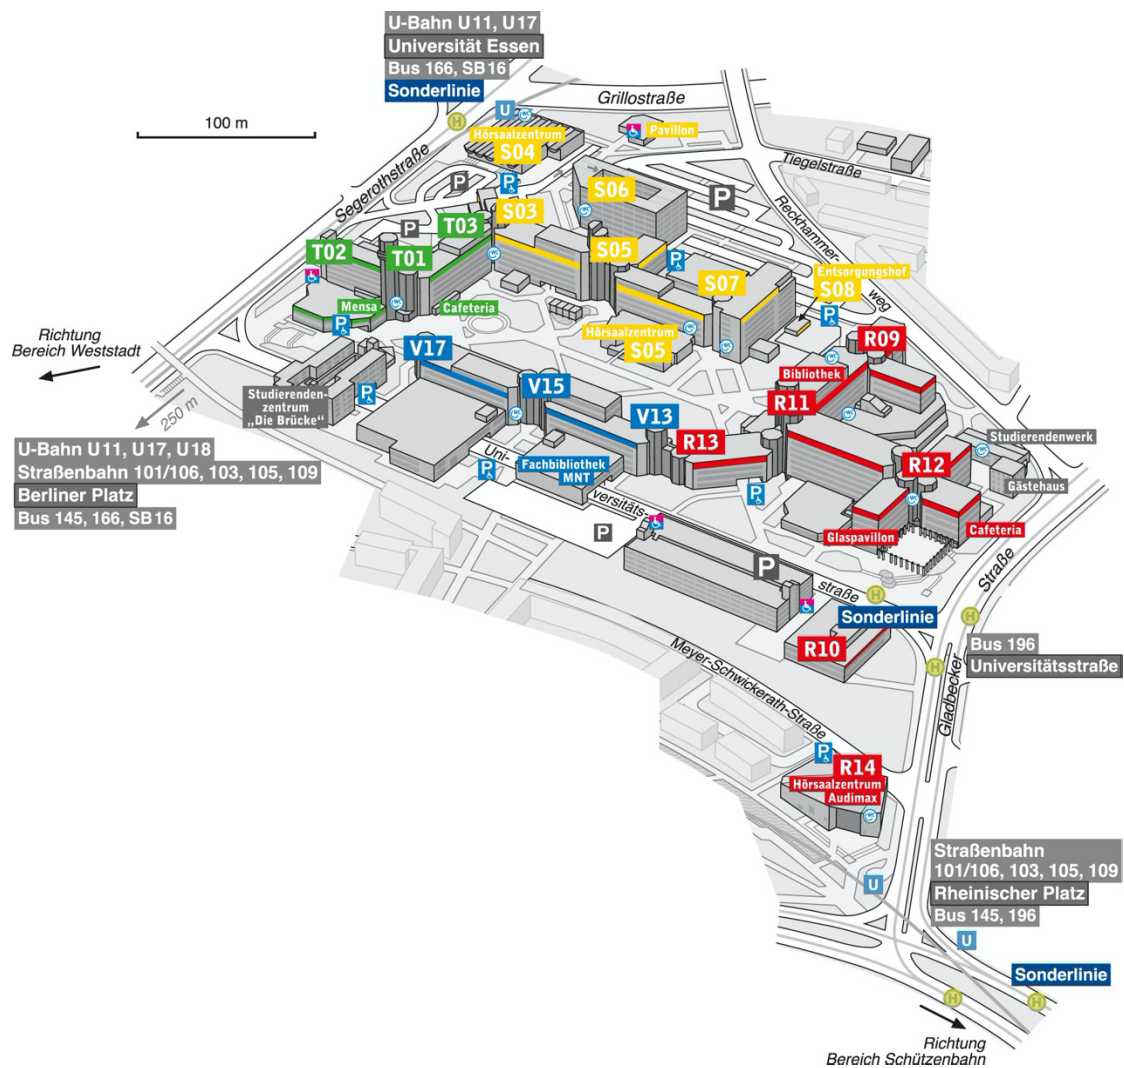 U-Bahn U11, U17
Universität Essen
Bus 166, SB16
Sonderlinie
H
U
WC
100 m
Grillostraße
Segerothstraße
Hörsaalzentrum
S04
Pavillon
Tiegelstraße
Reckhammer-
weg
P
P
P
S06
P
S03
T03
P
T02
T01
S05
P
S07
Entsorgungshof
S08
P
Mensa
Cafeteria
P
Hörsaalzentrum
S05
R09
Bibliothek
Richtung
Bereich Weststadt
250 m
V17
V15
V13
R13
R11
R12
Studierenden-
zentrum
„Die Brücke“
P
Studierendenwerk
Gästehaus
U-Bahn U11, U17, U18
Straßenbahn 101/106, 103, 105, 109
Berliner Platz
Bus 145, 166, SB16
Uni-
versitäts-
straße
P
Fachbibliothek
MNT
P
P
P
Glaspavillon
Cafeteria
H
Sonderlinie
R10
Gladbecker
Straße
H
H
Bus 196
Universitätsstraße
Meyer-Schwickerath-Straße
P
R14
Hörsaalzentrum
Audimax
WC
U
Straßenbahn
101/106, 103, 105, 109
Rheinischer Platz
Bus 145, 196
U
Sonderlinie
H
H
Richtung
Bereich Schützenbahn